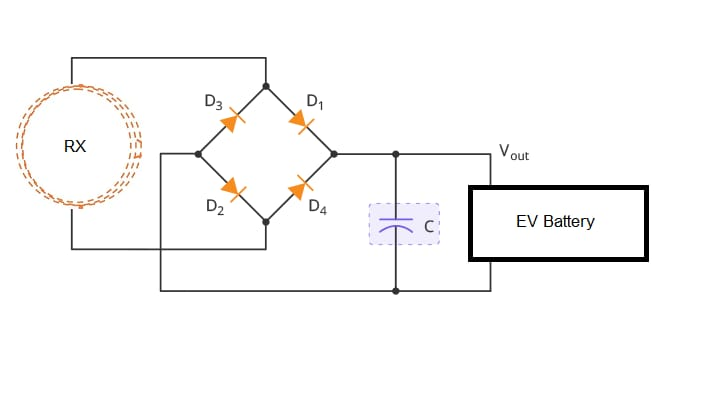 D3
D1
RX
Vout
D2
D4
C
EV Battery